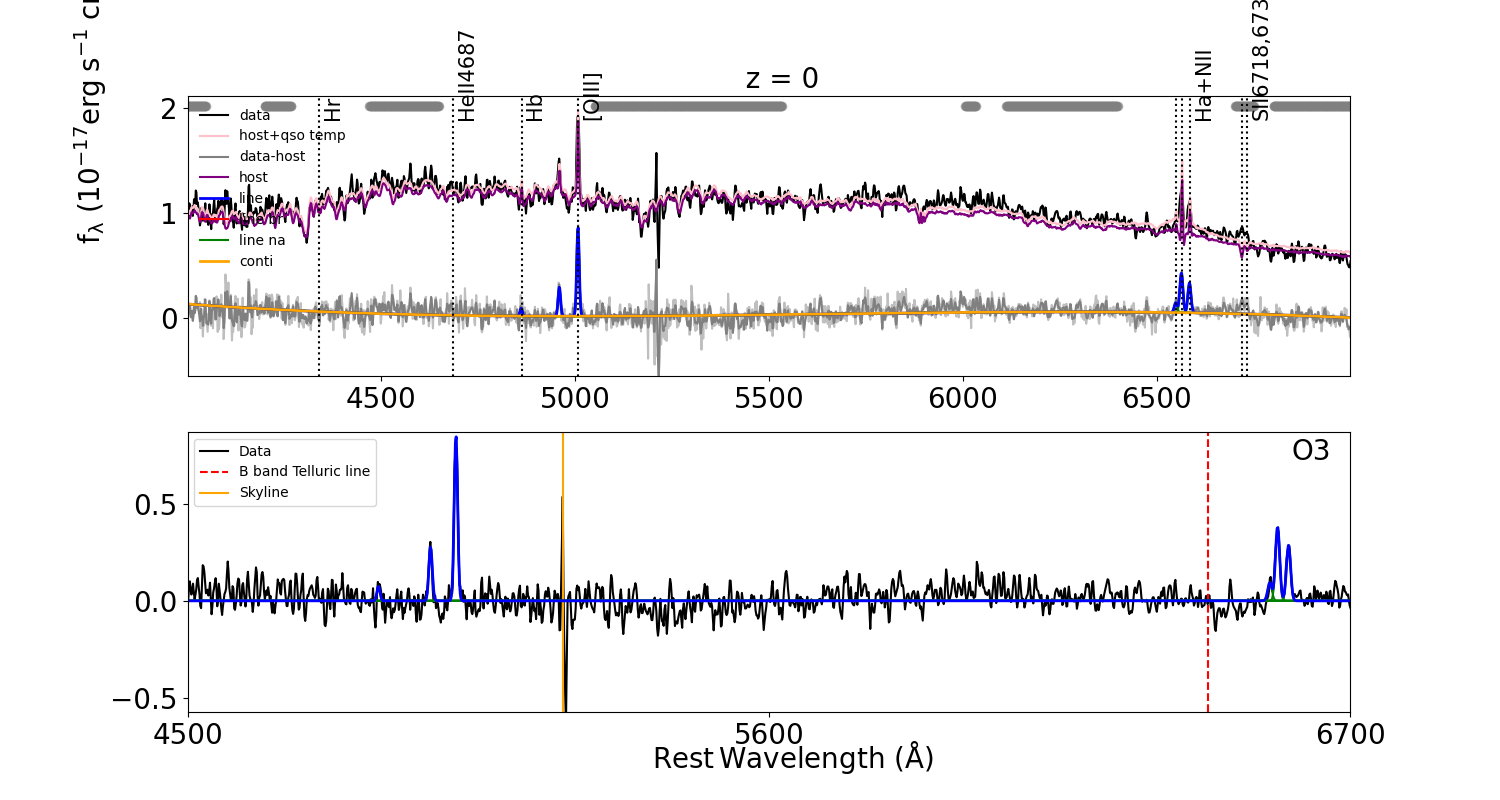 z = 0
Hr
HeII4687
Hb
[OIII]
Ha+NII
SII6718,673
f_λ (10^−17 erg s^−1 c
2
1
0
data
host+qso temp
data-host
host
line
line na
conti
4500 5000 5500 6000 6500
O3
Data
B band Telluric line
Skyline
0.5
0.0
−0.5
4500 5600 6700
Rest Wavelength (Å)